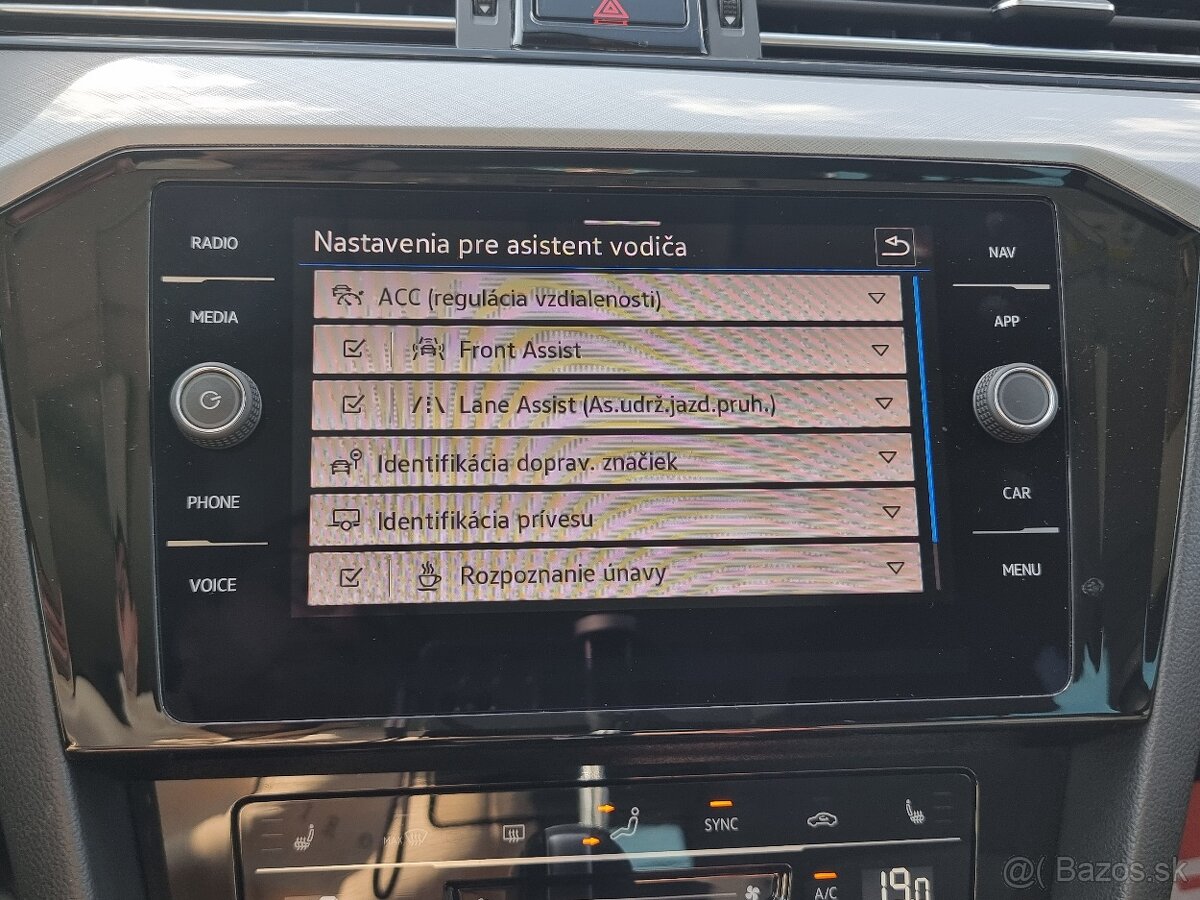 RADIO
MEDIA
PHONE
VOICE
Nastavenia pre asistent vodiča
ACC (regulácia vzdialenosti)
Front Assist
Lane Assist (As.udrž.jazd.pruh.)
Identifikácia doprav. značiek
Identifikácia prívesu
Rozpoznanie únavy
NAV
APP
CAR
MENU
MAX
SYNC
A/C
19.0
@( Bazos.sk